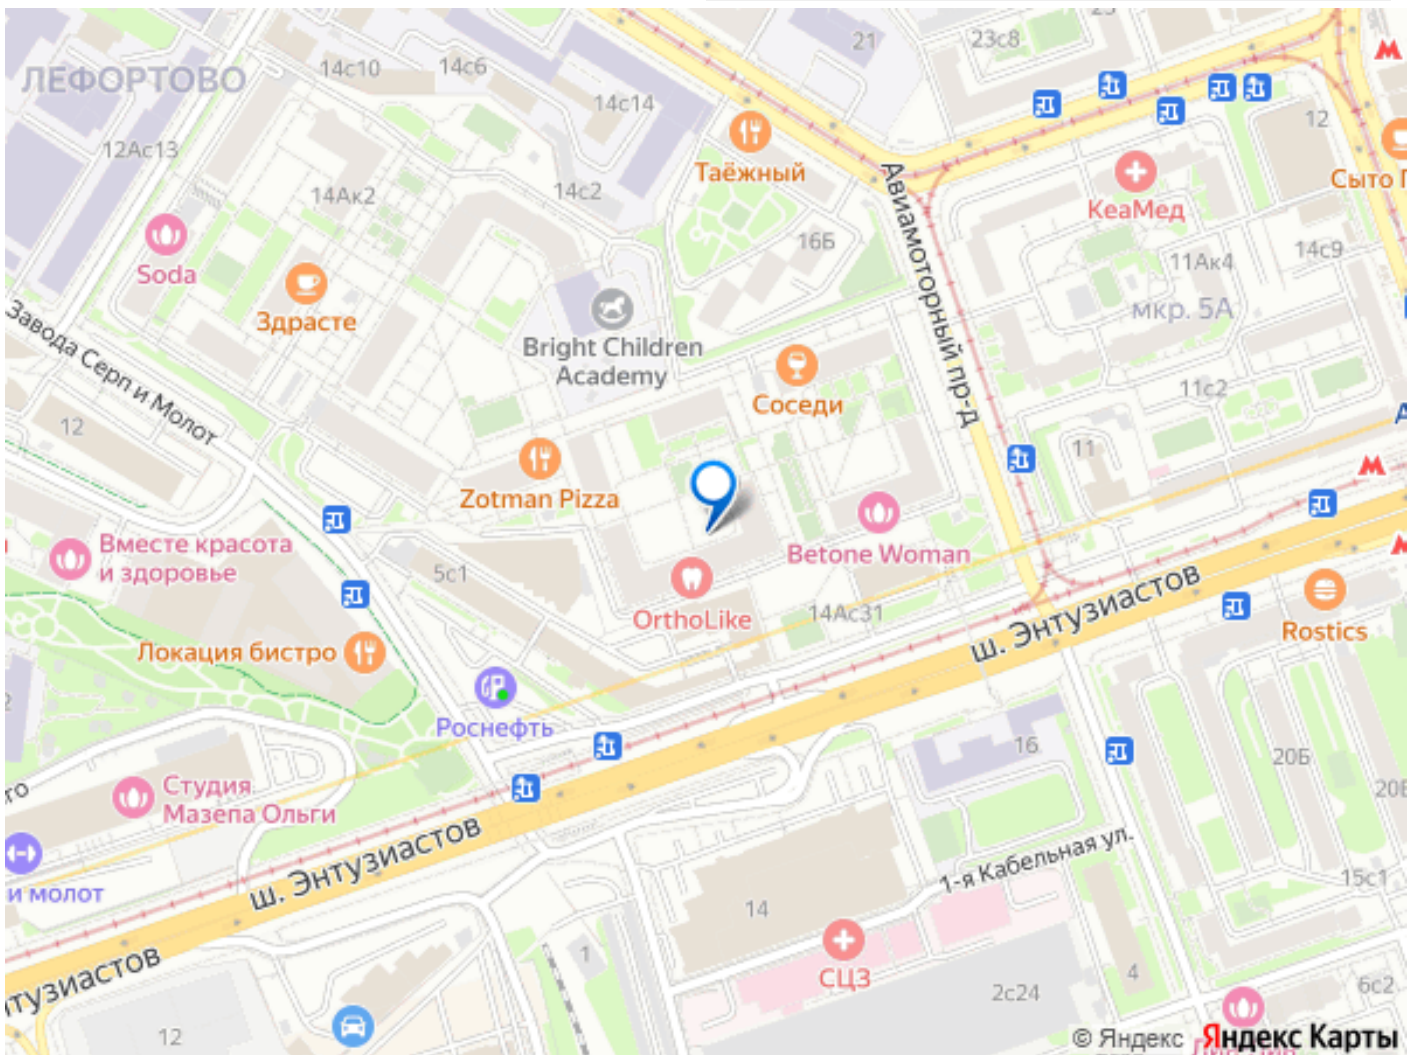 21
23с8
ЛЕФОРТОВО
14с10
14с6
14с14
12
12Ас13
Таёжный
14Ак2
14с2
КеаМед
Сыто
Авиамоторный пр-д
16Б
11Ак4
14с9
Soda
Здрасте
мкр. 5А
Завода Серп и Молот
Bright Children
Academy
Соседи
11с2
12
11
Zotman Pizza
Betone Woman
Вместе красота
и здоровье
5с1
OrthoLike
14Ас31
ш. Энтузиастов
Rostics
Локация бистро
Роснефть
16
20Б
Студия
Мазепа Ольги
ш. Энтузиастов
1-я Кабельная ул.
и молот
15с1
14
1
СЦЗ
4
2с24
6с2
12
© Яндекс Яндекс Карты